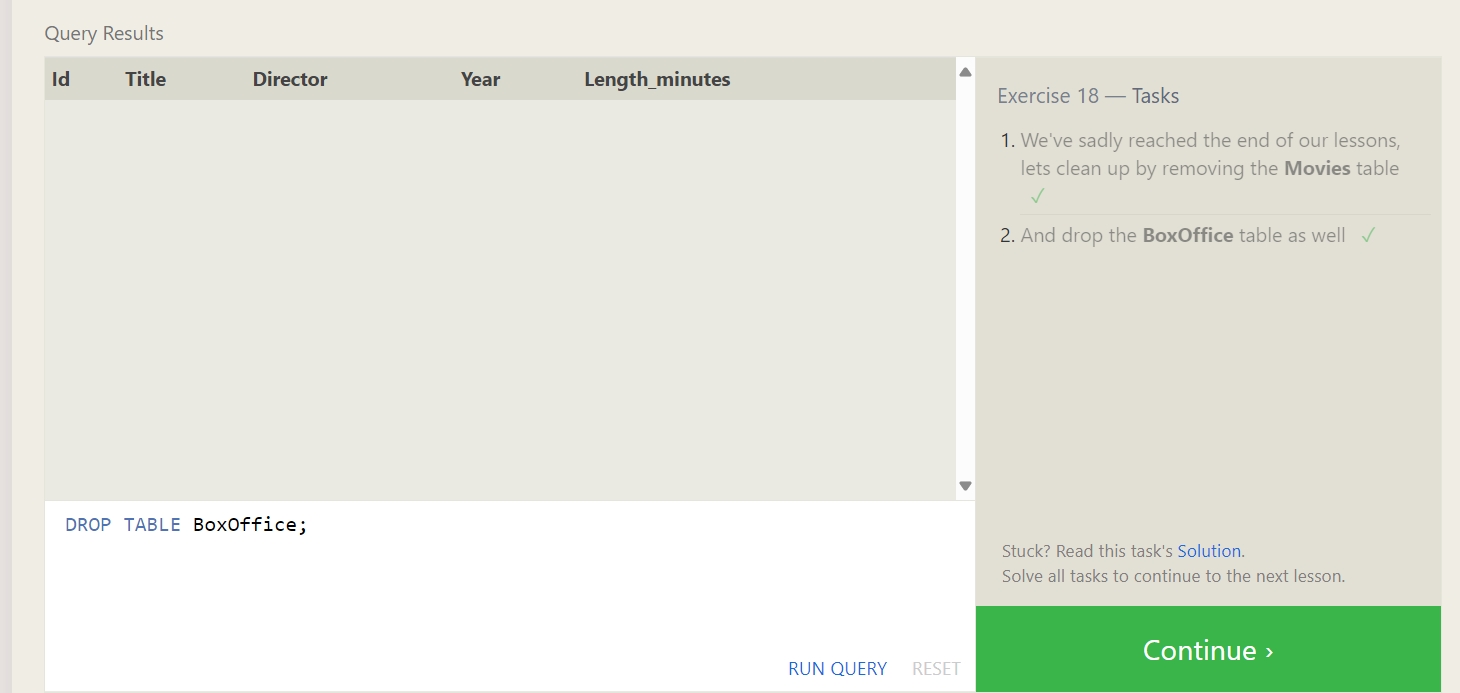 Query Results
Id Title Director Year Length_minutes
DROP TABLE BoxOffice;
RUN QUERY RESET
Exercise 18 — Tasks
1. We've sadly reached the end of our lessons,
lets clean up by removing the Movies table
✓
2. And drop the BoxOffice table as well ✓
Stuck? Read this task's Solution.
Solve all tasks to continue to the next lesson.
Continue ›